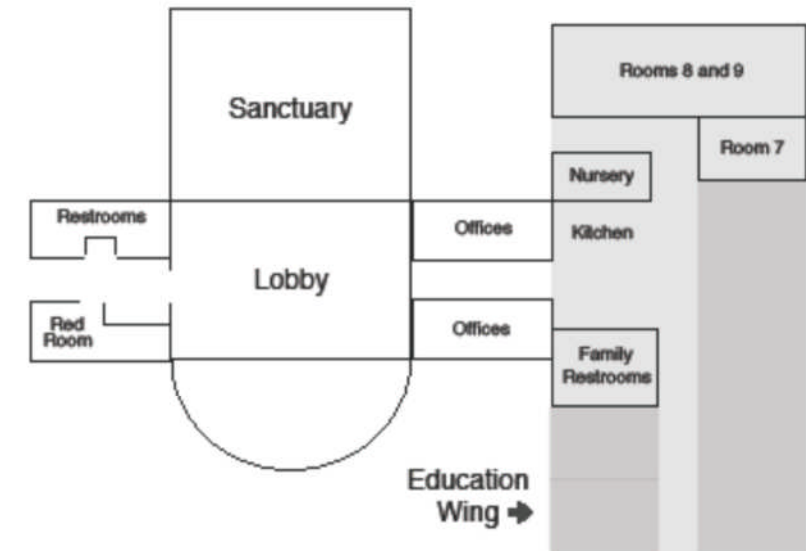 Sanctuary
Rooms 8 and 9
Room 7
Nursery
Restrooms
Offices
Kitchen
Lobby
Red
Room
Offices
Family
Restrooms
Education
Wing